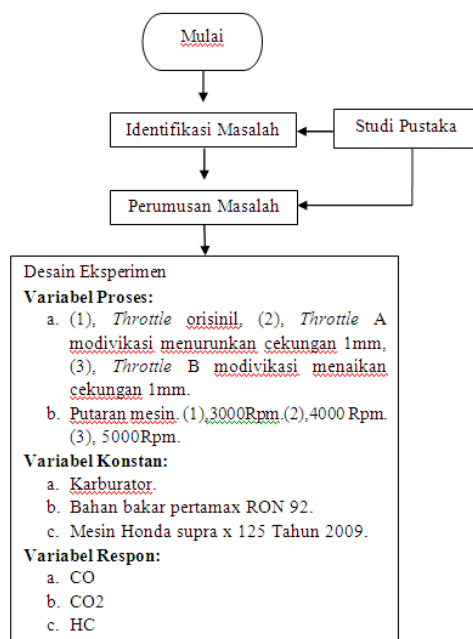 Mulai
Identifikasi Masalah
Studi Pustaka
Perumusan Masalah
Desain Eksperimen
Variabel Proses:
a. (1), Throttle orisinil, (2), Throttle A
modivikasi menurunkan cekungan 1mm,
(3), Throttle B modivikasi menaikan
cekungan 1mm.
b. Putaran mesin. (1),3000Rpm.(2),4000 Rpm.
(3), 5000Rpm.
Variabel Konstan:
a. Karburator.
b. Bahan bakar pertamax RON 92.
c. Mesin Honda supra x 125 Tahun 2009.
Variabel Respon:
a. CO
b. CO2
c. HC